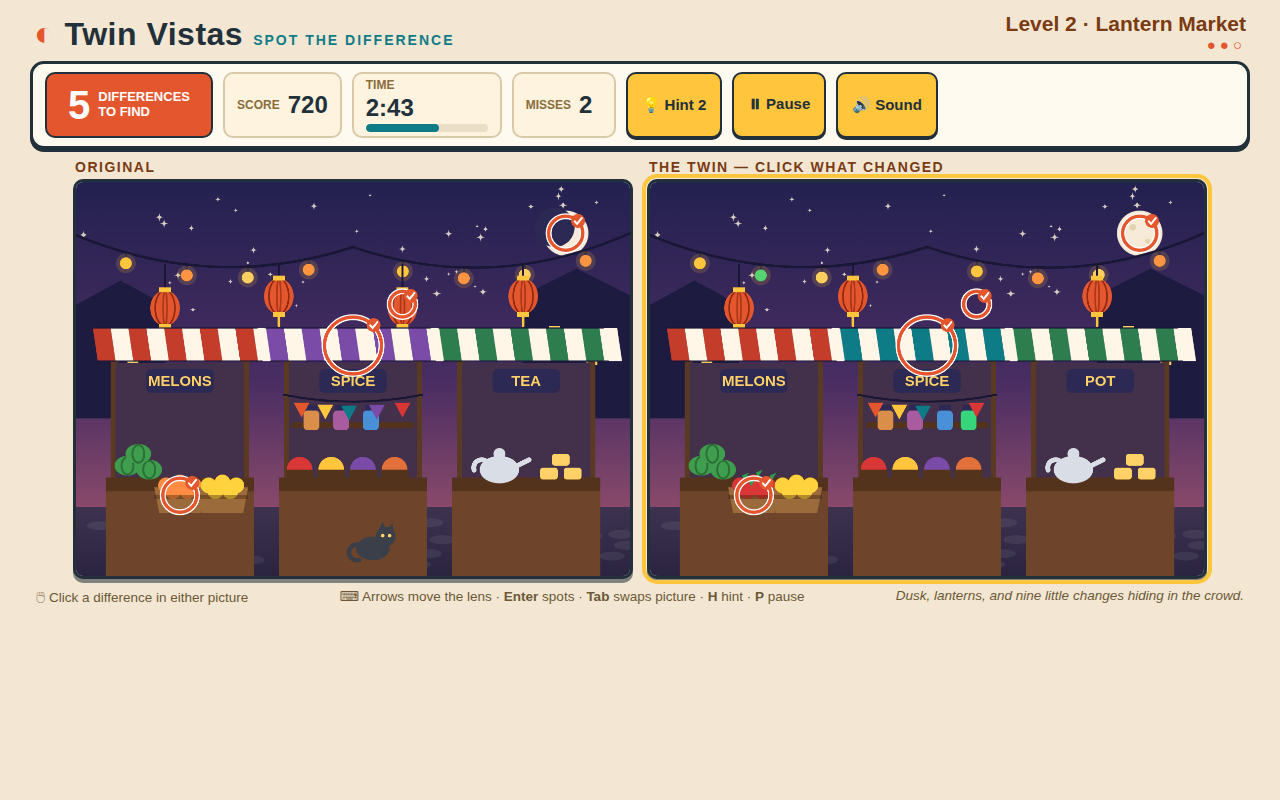 Twin Vistas SPOT THE DIFFERENCE
Level 2 · Lantern Market
5 DIFFERENCES TO FIND
SCORE 720
TIME
2:43
MISSES 2
Hint 2
Pause
Sound
ORIGINAL
THE TWIN — CLICK WHAT CHANGED
MELONS
SPICE
TEA
MELONS
SPICE
POT
Click a difference in either picture
Arrows move the lens · Enter spots · Tab swaps picture · H hint · P pause
Dusk, lanterns, and nine little changes hiding in the crowd.